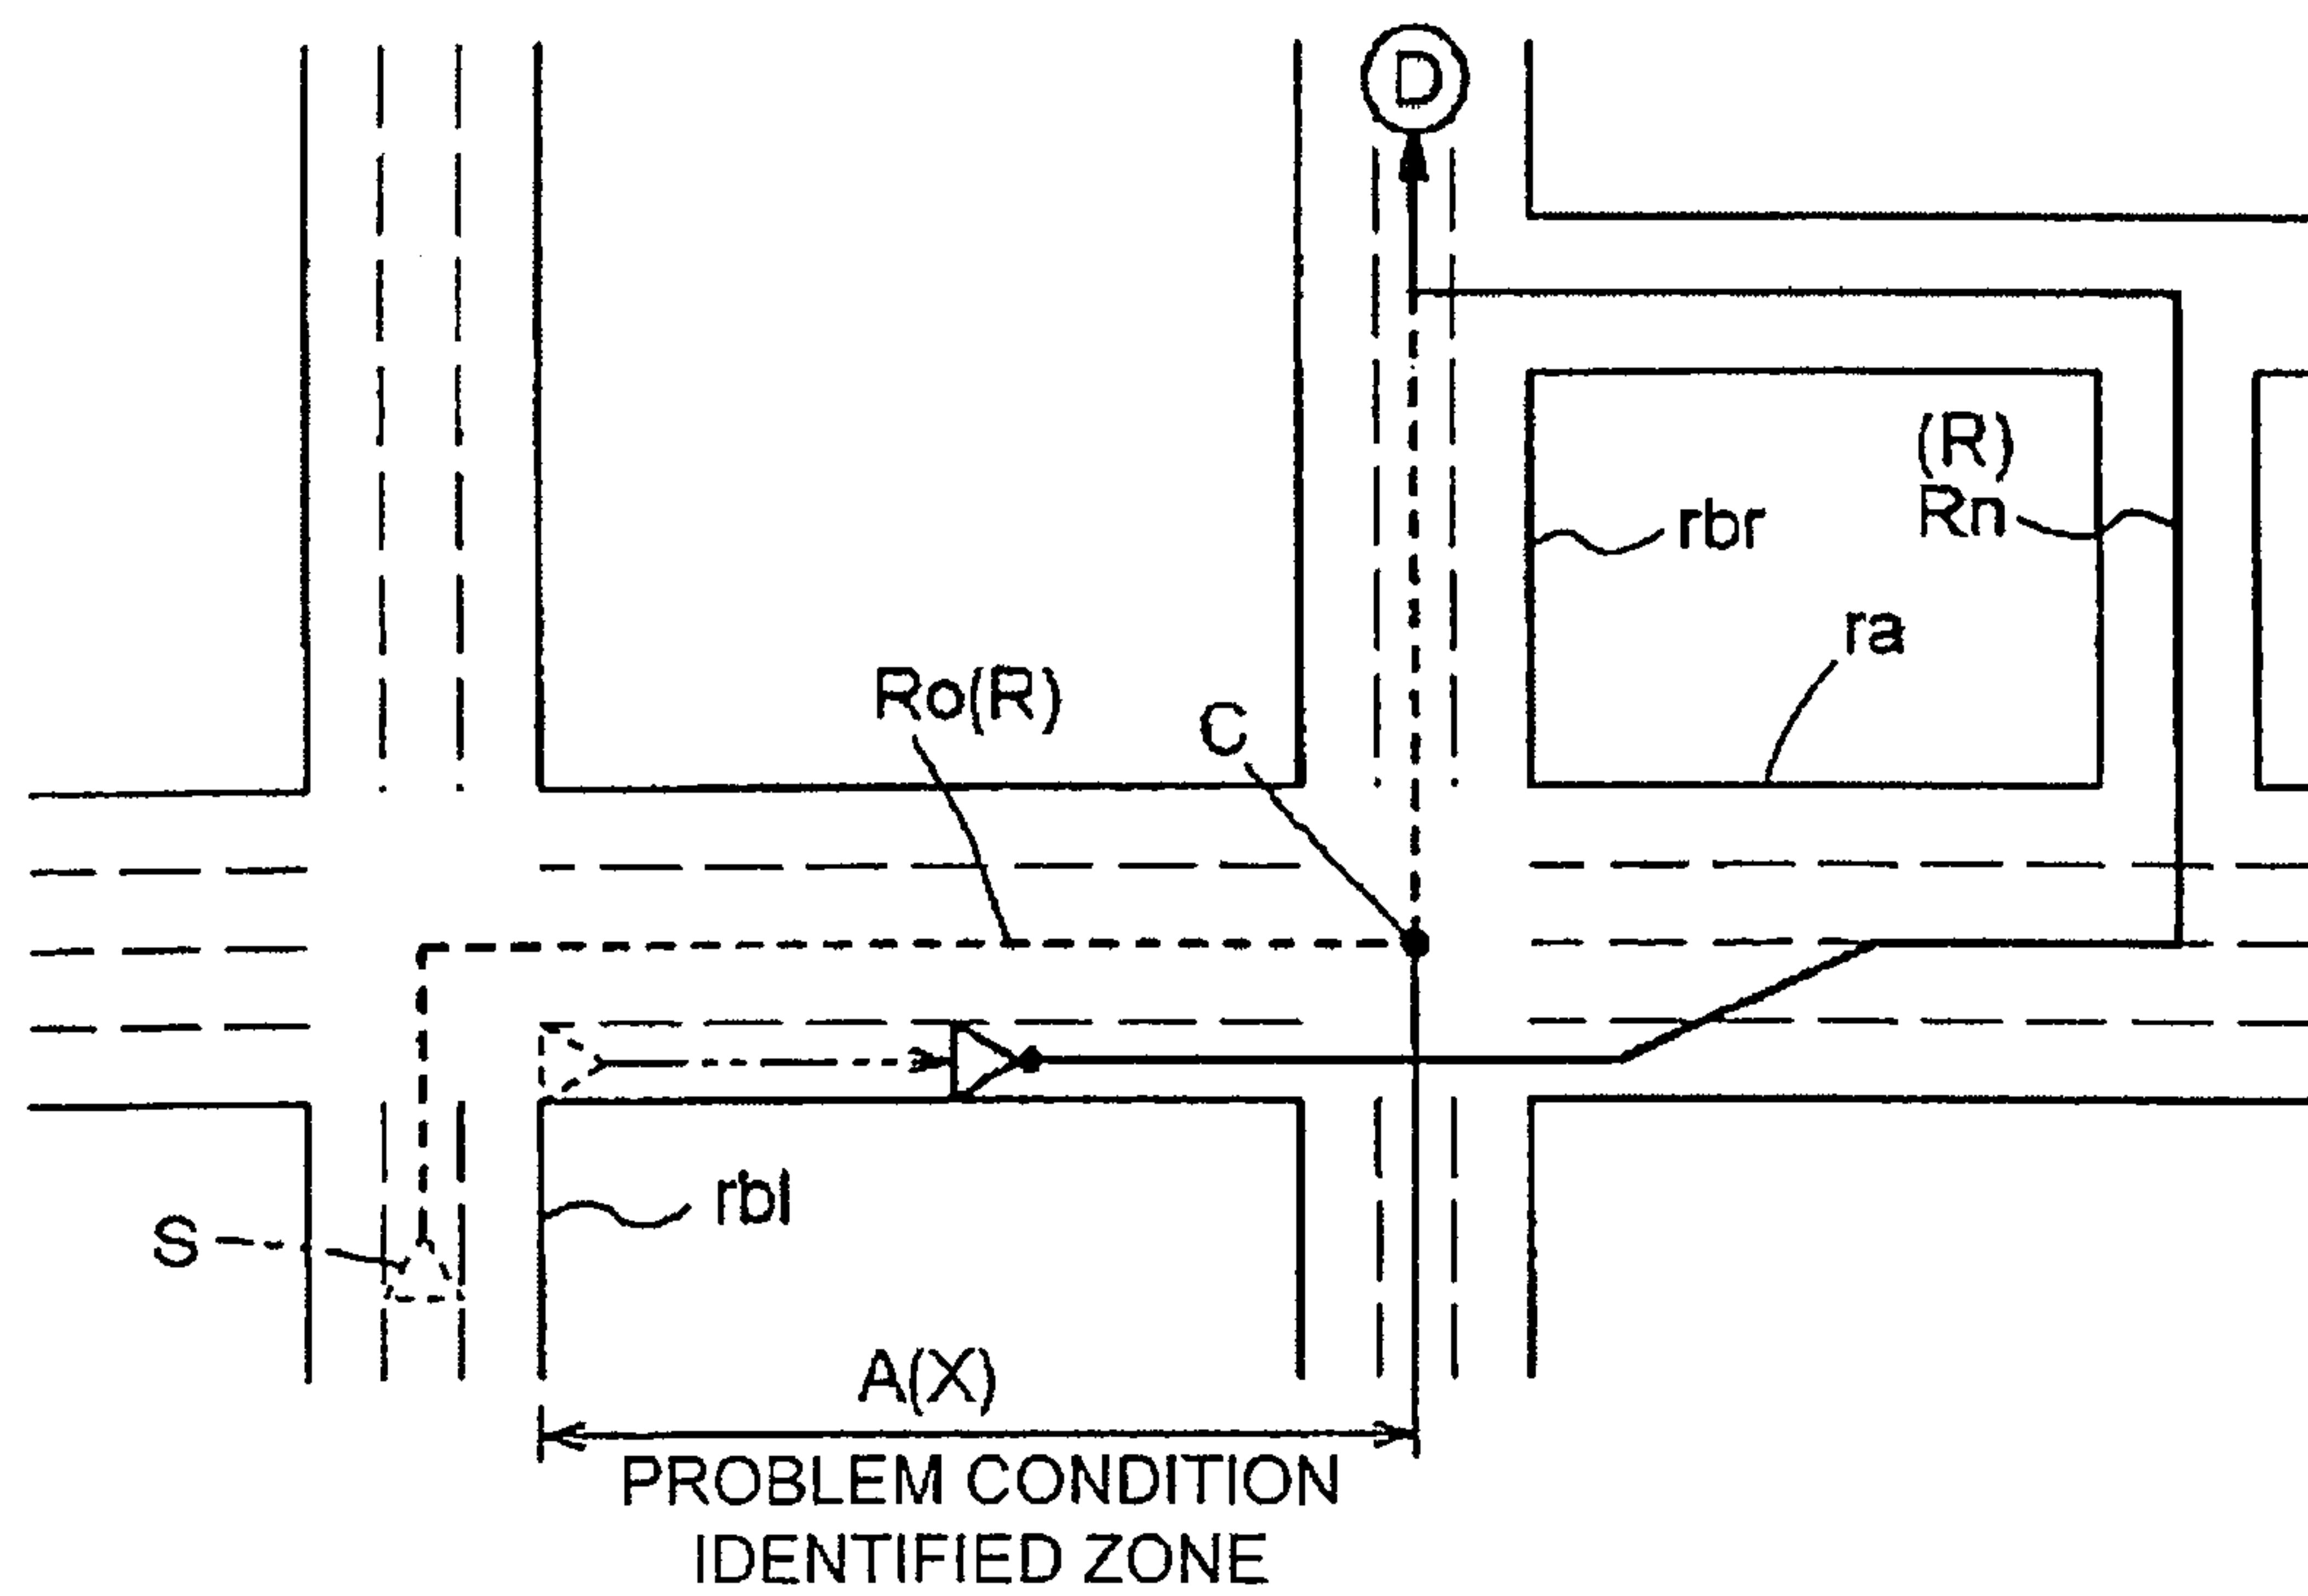 D
(R)
Rn
rbr
ra
Ro(R)
C
rbl
S
A(X)
PROBLEM CONDITION
IDENTIFIED ZONE